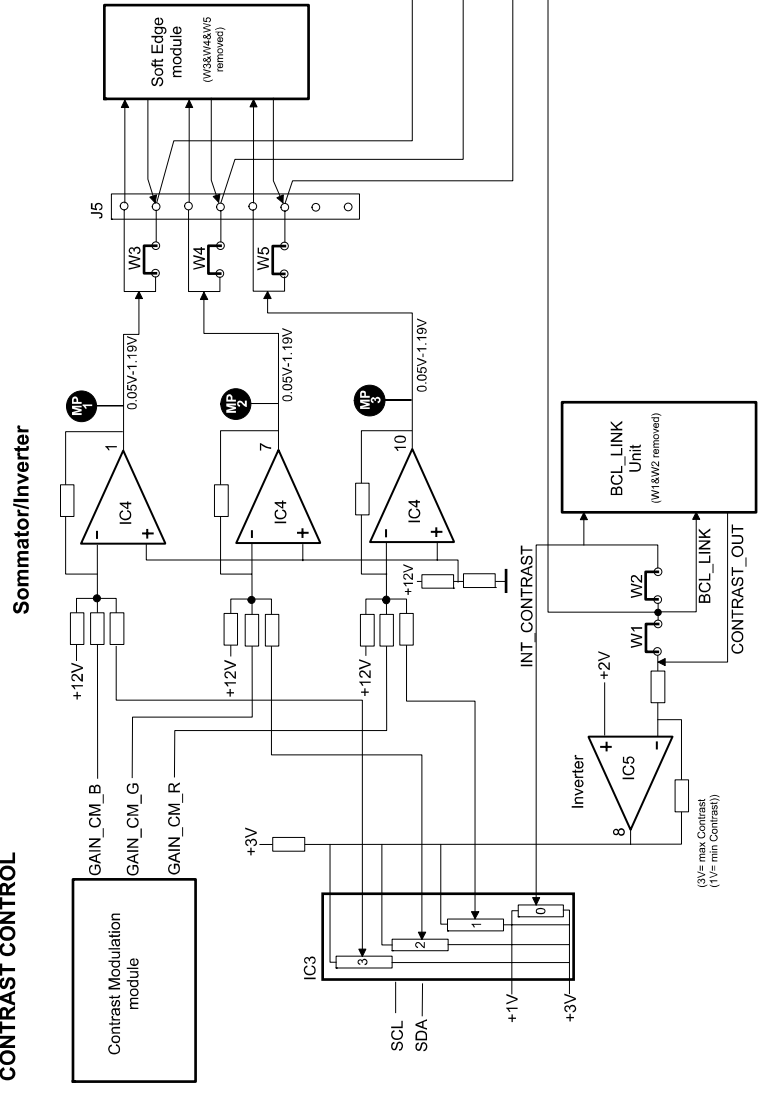 CONTRAST CONTROL
Sommator/Inverter
Contrast Modulation
module
GAIN_CM_B
GAIN_CM_G
GAIN_CM_R
+12V
+12V
+12V
+12V
-
+
IC4
1
-
+
IC4
7
-
+
IC4
10
MP
1
MP
2
MP
3
0.05V-1.19V
0.05V-1.19V
0.05V-1.19V
W3
W4
W5
J5
Soft Edge
module
(W3&W4&W5
removed)
IC3
SCL
SDA
+1V
+3V
3
2
1
0
+3V
INT_CONTRAST
Inverter
IC5
8
+
-
+2V
(3V= max Contrast
(1V= min Contrast))
W1
W2
BCL_LINK
CONTRAST_OUT
BCL_LINK
Unit
(W1&W2 removed)